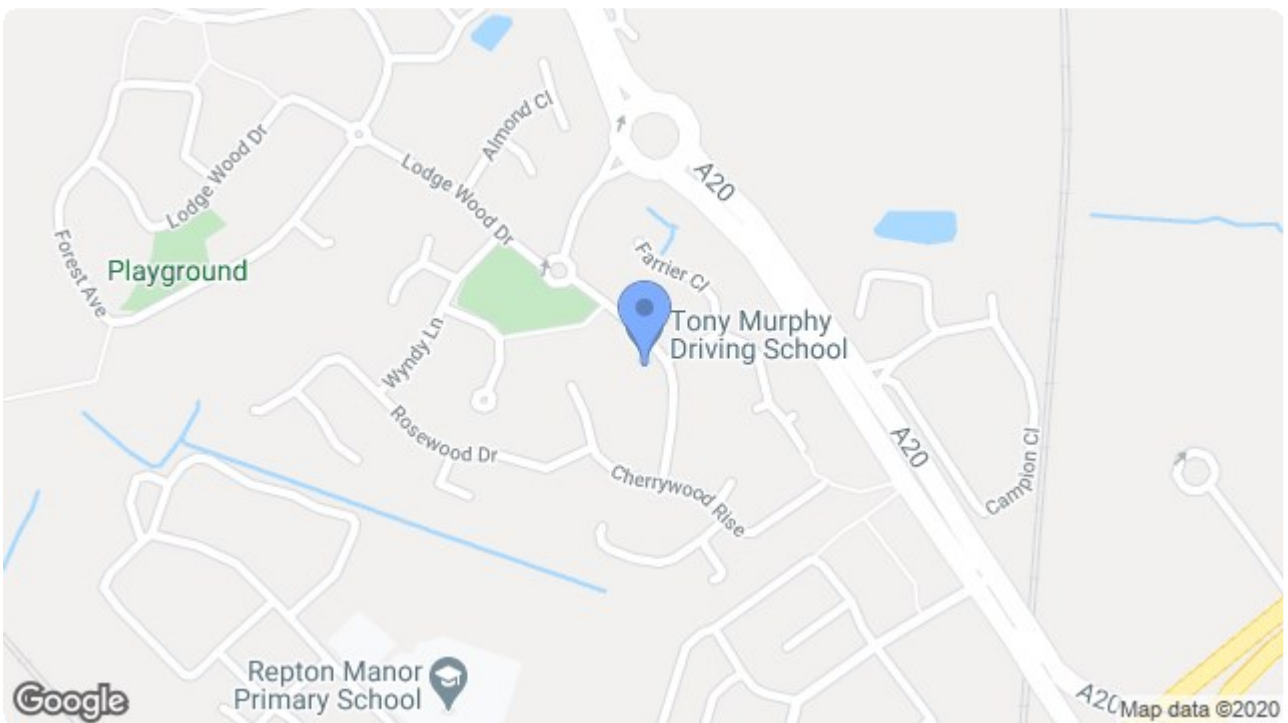 Almond Cl
Lodge Wood Dr
Lodge Wood Dr
A20
Forest Ave
Playground
Farrier Cl
Tony Murphy
Driving School
Wyndy Ln
Rosewood Dr
A20
Cherrywood Rise
Campion Cl
Repton Manor
Primary School
A20
Google
Map data ©2020